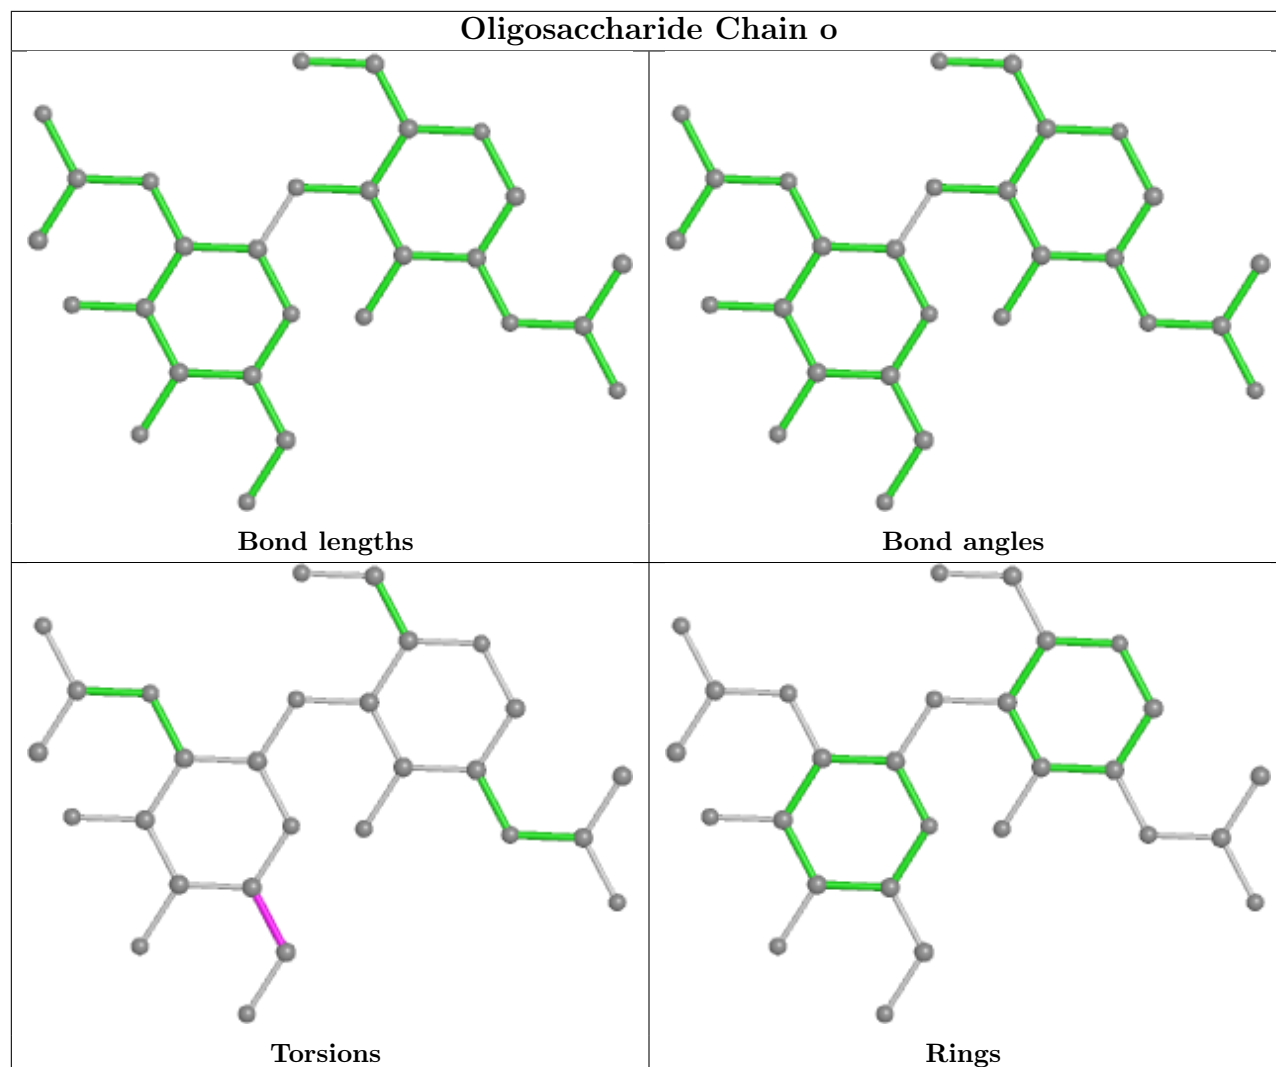 Oligosaccharide Chain o
Bond lengths
Bond angles
Torsions
Rings